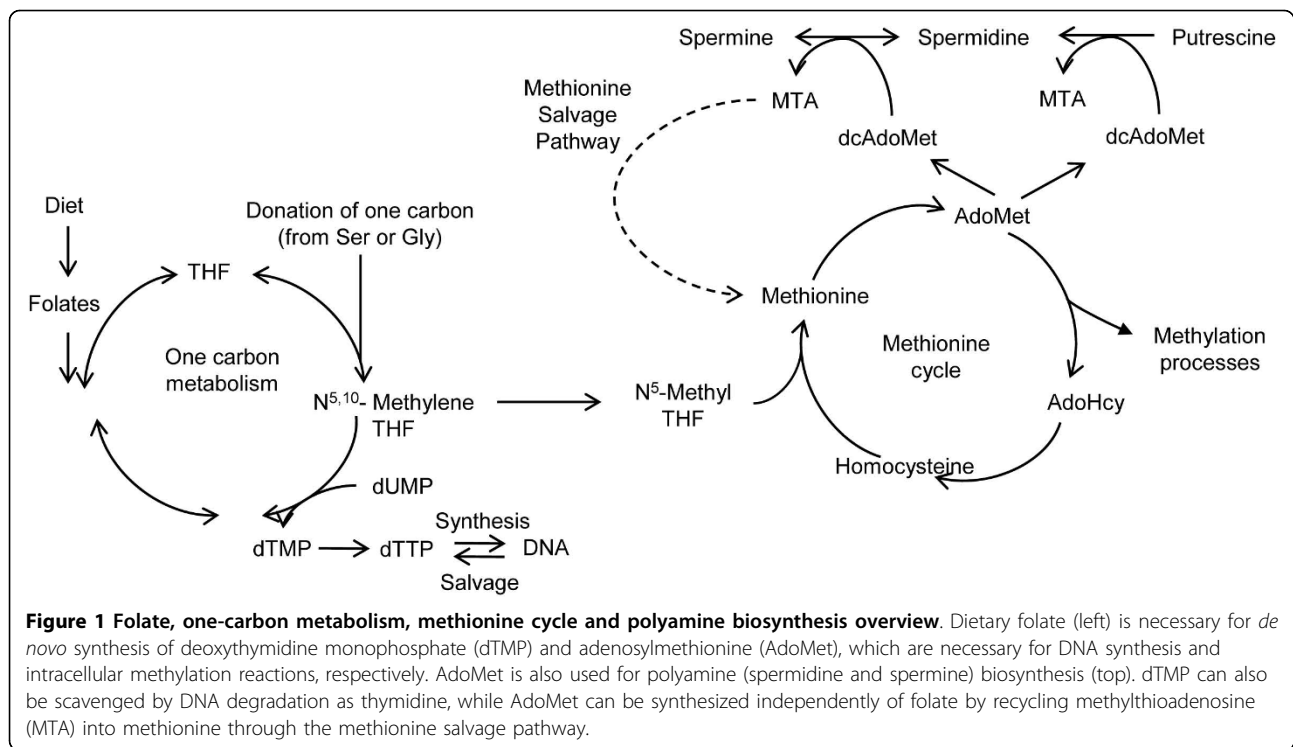 Spermine
Spermidine
Putrescine
Methionine
Salvage
Pathway
MTA
MTA
dcAdoMet
dcAdoMet
Diet
Donation of one carbon
(from Ser or Gly)
AdoMet
THF
Folates
Methionine
One carbon
metabolism
Methionine
cycle
Methylation
processes
N5,10- Methylene
THF
N5-Methyl
THF
AdoHcy
Homocysteine
dUMP
Synthesis
dTMP
dTTP
DNA
Salvage
Figure 1 Folate, one-carbon metabolism, methionine cycle and polyamine biosynthesis overview. Dietary folate (left) is necessary for de
novo synthesis of deoxythymidine monophosphate (dTMP) and adenosylmethionine (AdoMet), which are necessary for DNA synthesis and
intracellular methylation reactions, respectively. AdoMet is also used for polyamine (spermidine and spermine) biosynthesis (top). dTMP can also
be scavenged by DNA degradation as thymidine, while AdoMet can be synthesized independently of folate by recycling methylthioadenosine
(MTA) into methionine through the methionine salvage pathway.